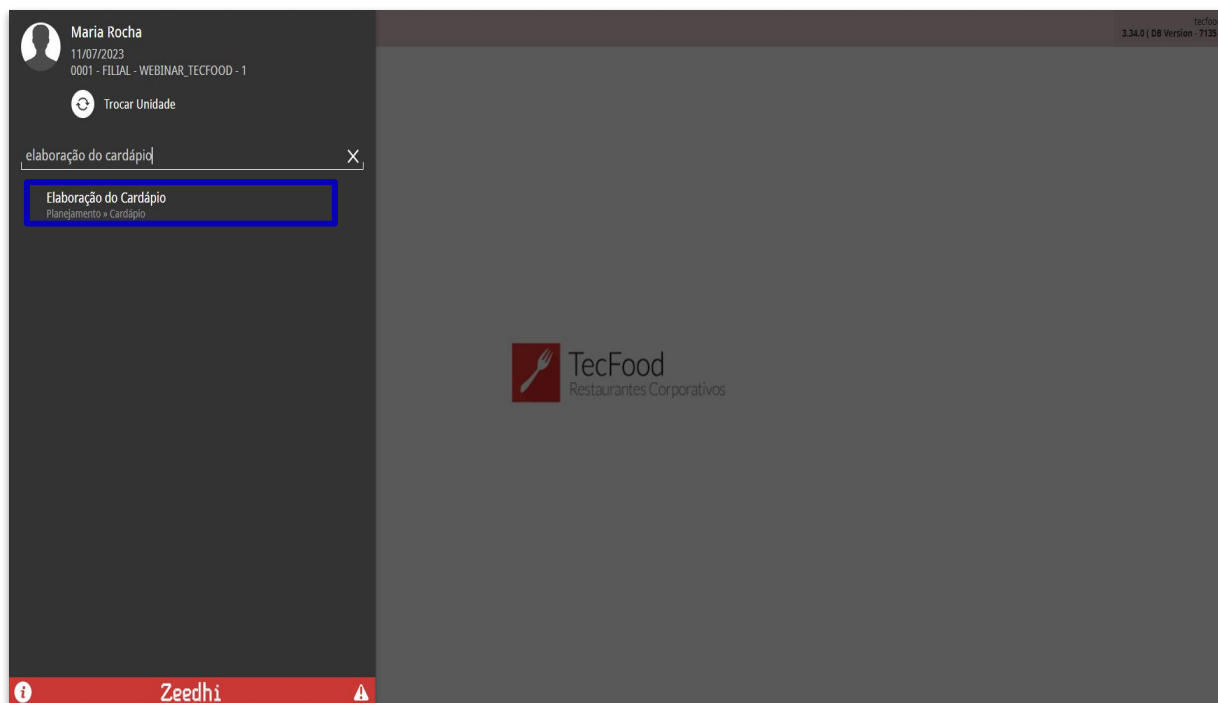 Maria Rocha
11/07/2023
0001 - FILIAL - WEBINAR_TECFOOD - 1
Trocar Unidade
elaboração do cardápio
Elaboração do Cardápio
Planejamento » Cardápio
tecfoo
3.34.0 ( DB Version - 7135
TecFood
Restaurantes Corporativos
Zeedhi